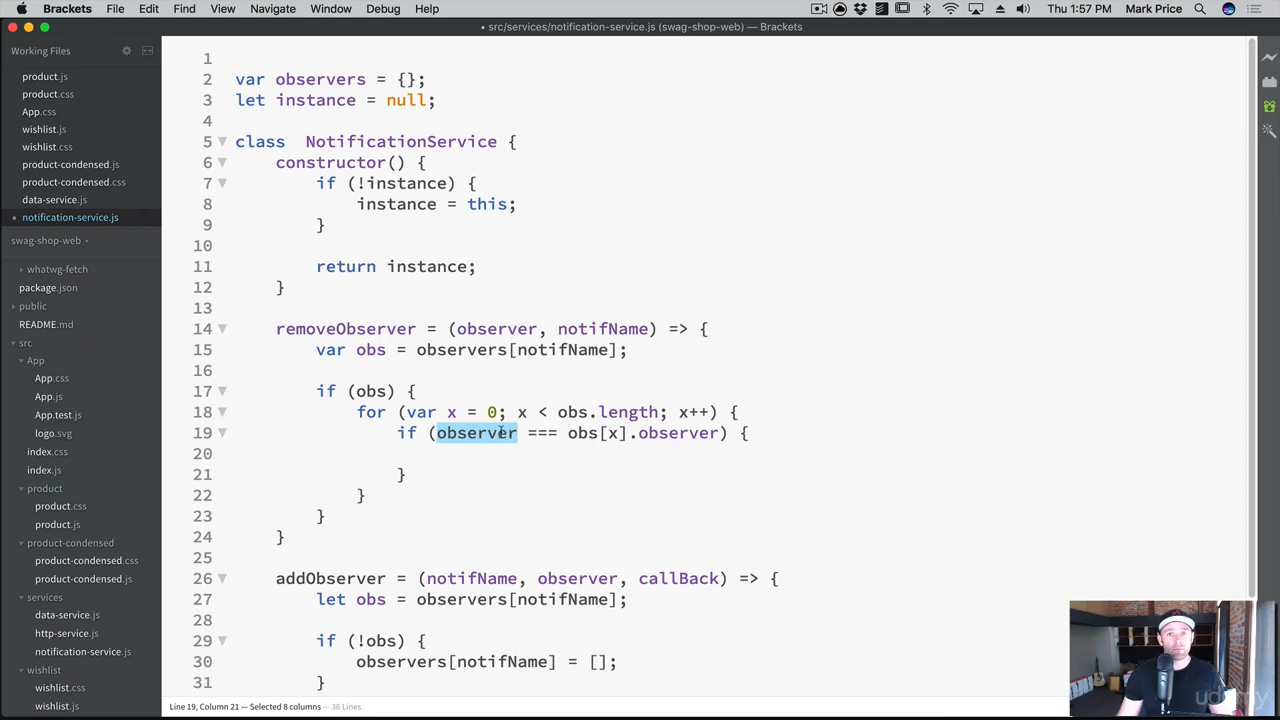 Brackets File Edit Find View Navigate Window Debug Help Thu 1:57 PM Mark Price
• src/services/notification-service.js (swag-shop-web) — Brackets
Working Files
product.js
product.css
App.css
wishlist.js
wishlist.css
product-condensed.js
product-condensed.css
data-service.js
notification-service.js
swag-shop-web
whatwg-fetch
package.json
public
README.md
src
App
App.css
App.js
App.test.js
logo.svg
index.css
index.js
product
product.css
product.js
product-condensed
product-condensed.css
product-condensed.js
services
data-service.js
http-service.js
notification-service.js
wishlist
wishlist.css
wishlist.js
1
2 var observers = {};
3 let instance = null;
4
5 class  NotificationService {
6 constructor() {
7 if (!instance) {
8 instance = this;
9 }
10
11 return instance;
12 }
13
14 removeObserver = (observer, notifName) => {
15 var obs = observers[notifName];
16
17 if (obs) {
18 for (var x = 0; x < obs.length; x++) {
19 if (observer === obs[x].observer) {
20
21 }
22 }
23 }
24 }
25
26 addObserver = (notifName, observer, callBack) => {
27 let obs = observers[notifName];
28
29 if (!obs) {
30 observers[notifName] = [];
31 }
Line 19, Column 21 — Selected 8 columns — 36 Lines
udemy